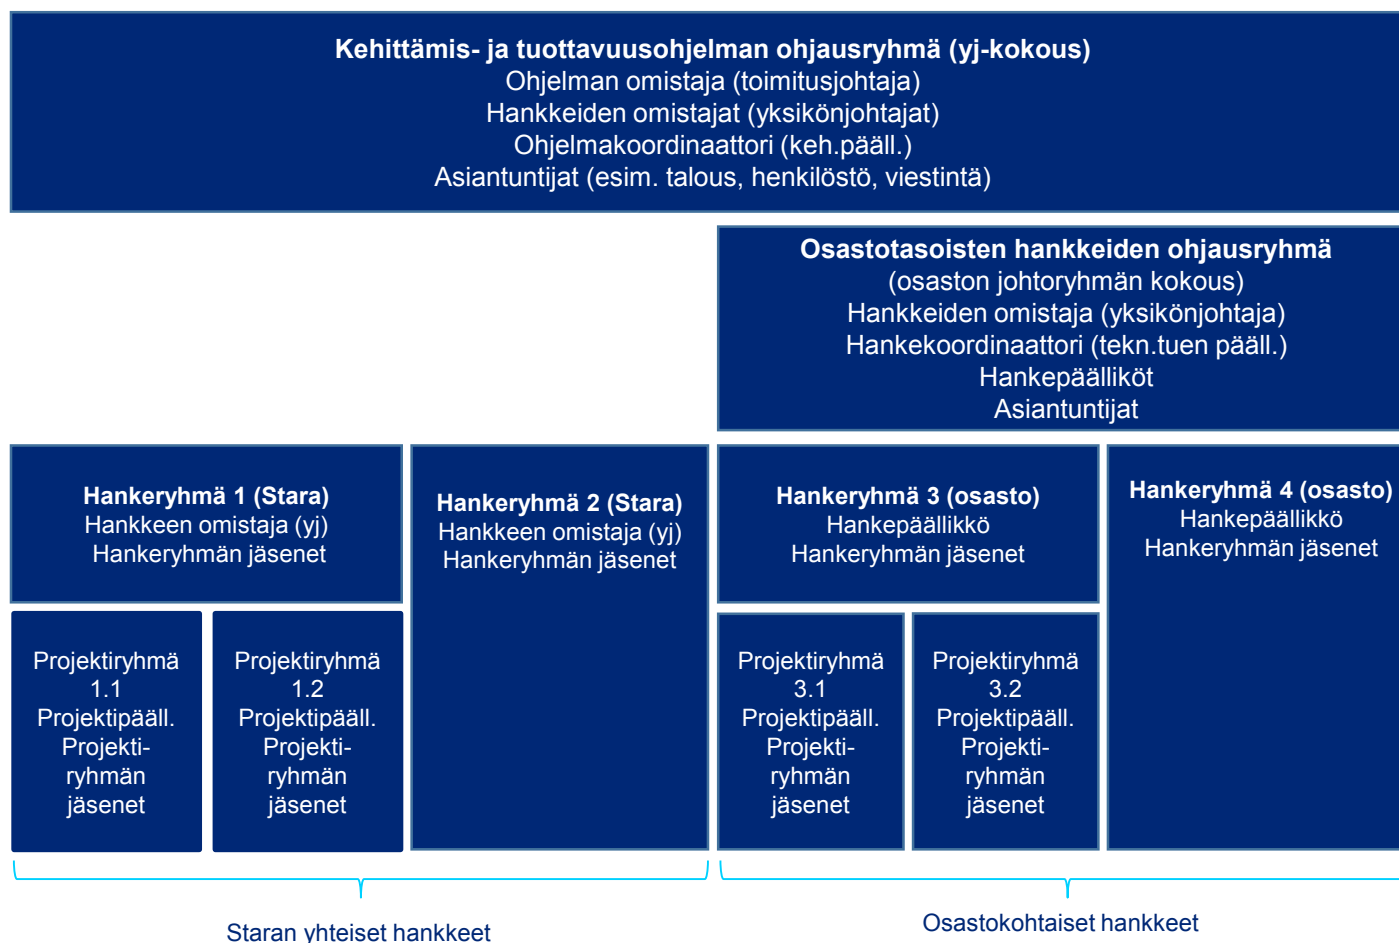 Kehittämis- ja tuottavuusohjelman ohjausryhmä (yj-kokous)
Ohjelman omistaja (toimitusjohtaja)
Hankkeiden omistajat (yksikönjohtajat)
Ohjelmakoordinaattori (keh.pääll.)
Asiantuntijat (esim. talous, henkilöstö, viestintä)
Osastotasoisten hankkeiden ohjausryhmä
(osaston johtoryhmän kokous)
Hankkeiden omistaja (yksikönjohtaja)
Hankekoordinaattori (tekn.tuen pääll.)
Hankepäälliköt
Asiantuntijat
Hankeryhmä 1 (Stara)
Hankkeen omistaja (yj)
Hankeryhmän jäsenet
Hankeryhmä 2 (Stara)
Hankkeen omistaja (yj)
Hankeryhmän jäsenet
Hankeryhmä 3 (osasto)
Hankepäällikkö
Hankeryhmän jäsenet
Hankeryhmä 4 (osasto)
Hankepäällikkö
Hankeryhmän jäsenet
Projektiryhmä
1.1
Projektipääll.
Projekti-
ryhmän
jäsenet
Projektiryhmä
1.2
Projektipääll.
Projekti-
ryhmän
jäsenet
Projektiryhmä
3.1
Projektipääll.
Projekti-
ryhmän
jäsenet
Projektiryhmä
3.2
Projektipääll.
Projekti-
ryhmän
jäsenet
Staran yhteiset hankkeet
Osastokohtaiset hankkeet